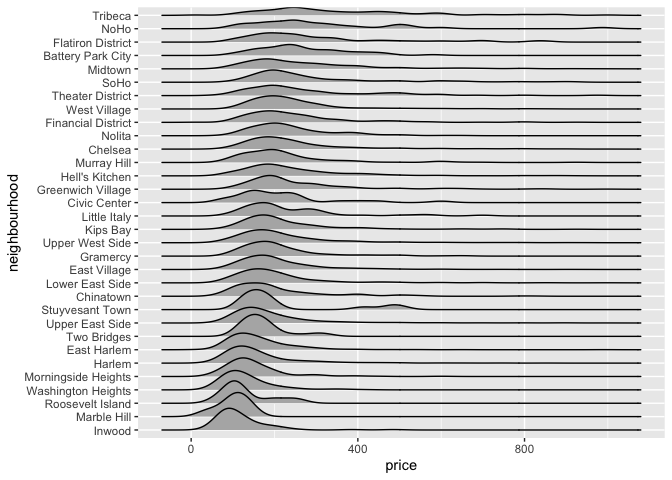 Tribeca
NoHo
Flatiron District
Battery Park City
Midtown
SoHo
Theater District
West Village
Financial District
Nolita
Chelsea
Murray Hill
Hell's Kitchen
Greenwich Village
Civic Center
Little Italy
Kips Bay
Upper West Side
Gramercy
East Village
Lower East Side
Chinatown
Stuyvesant Town
Upper East Side
Two Bridges
East Harlem
Harlem
Morningside Heights
Washington Heights
Roosevelt Island
Marble Hill
Inwood
neighbourhood
0 400 800
price